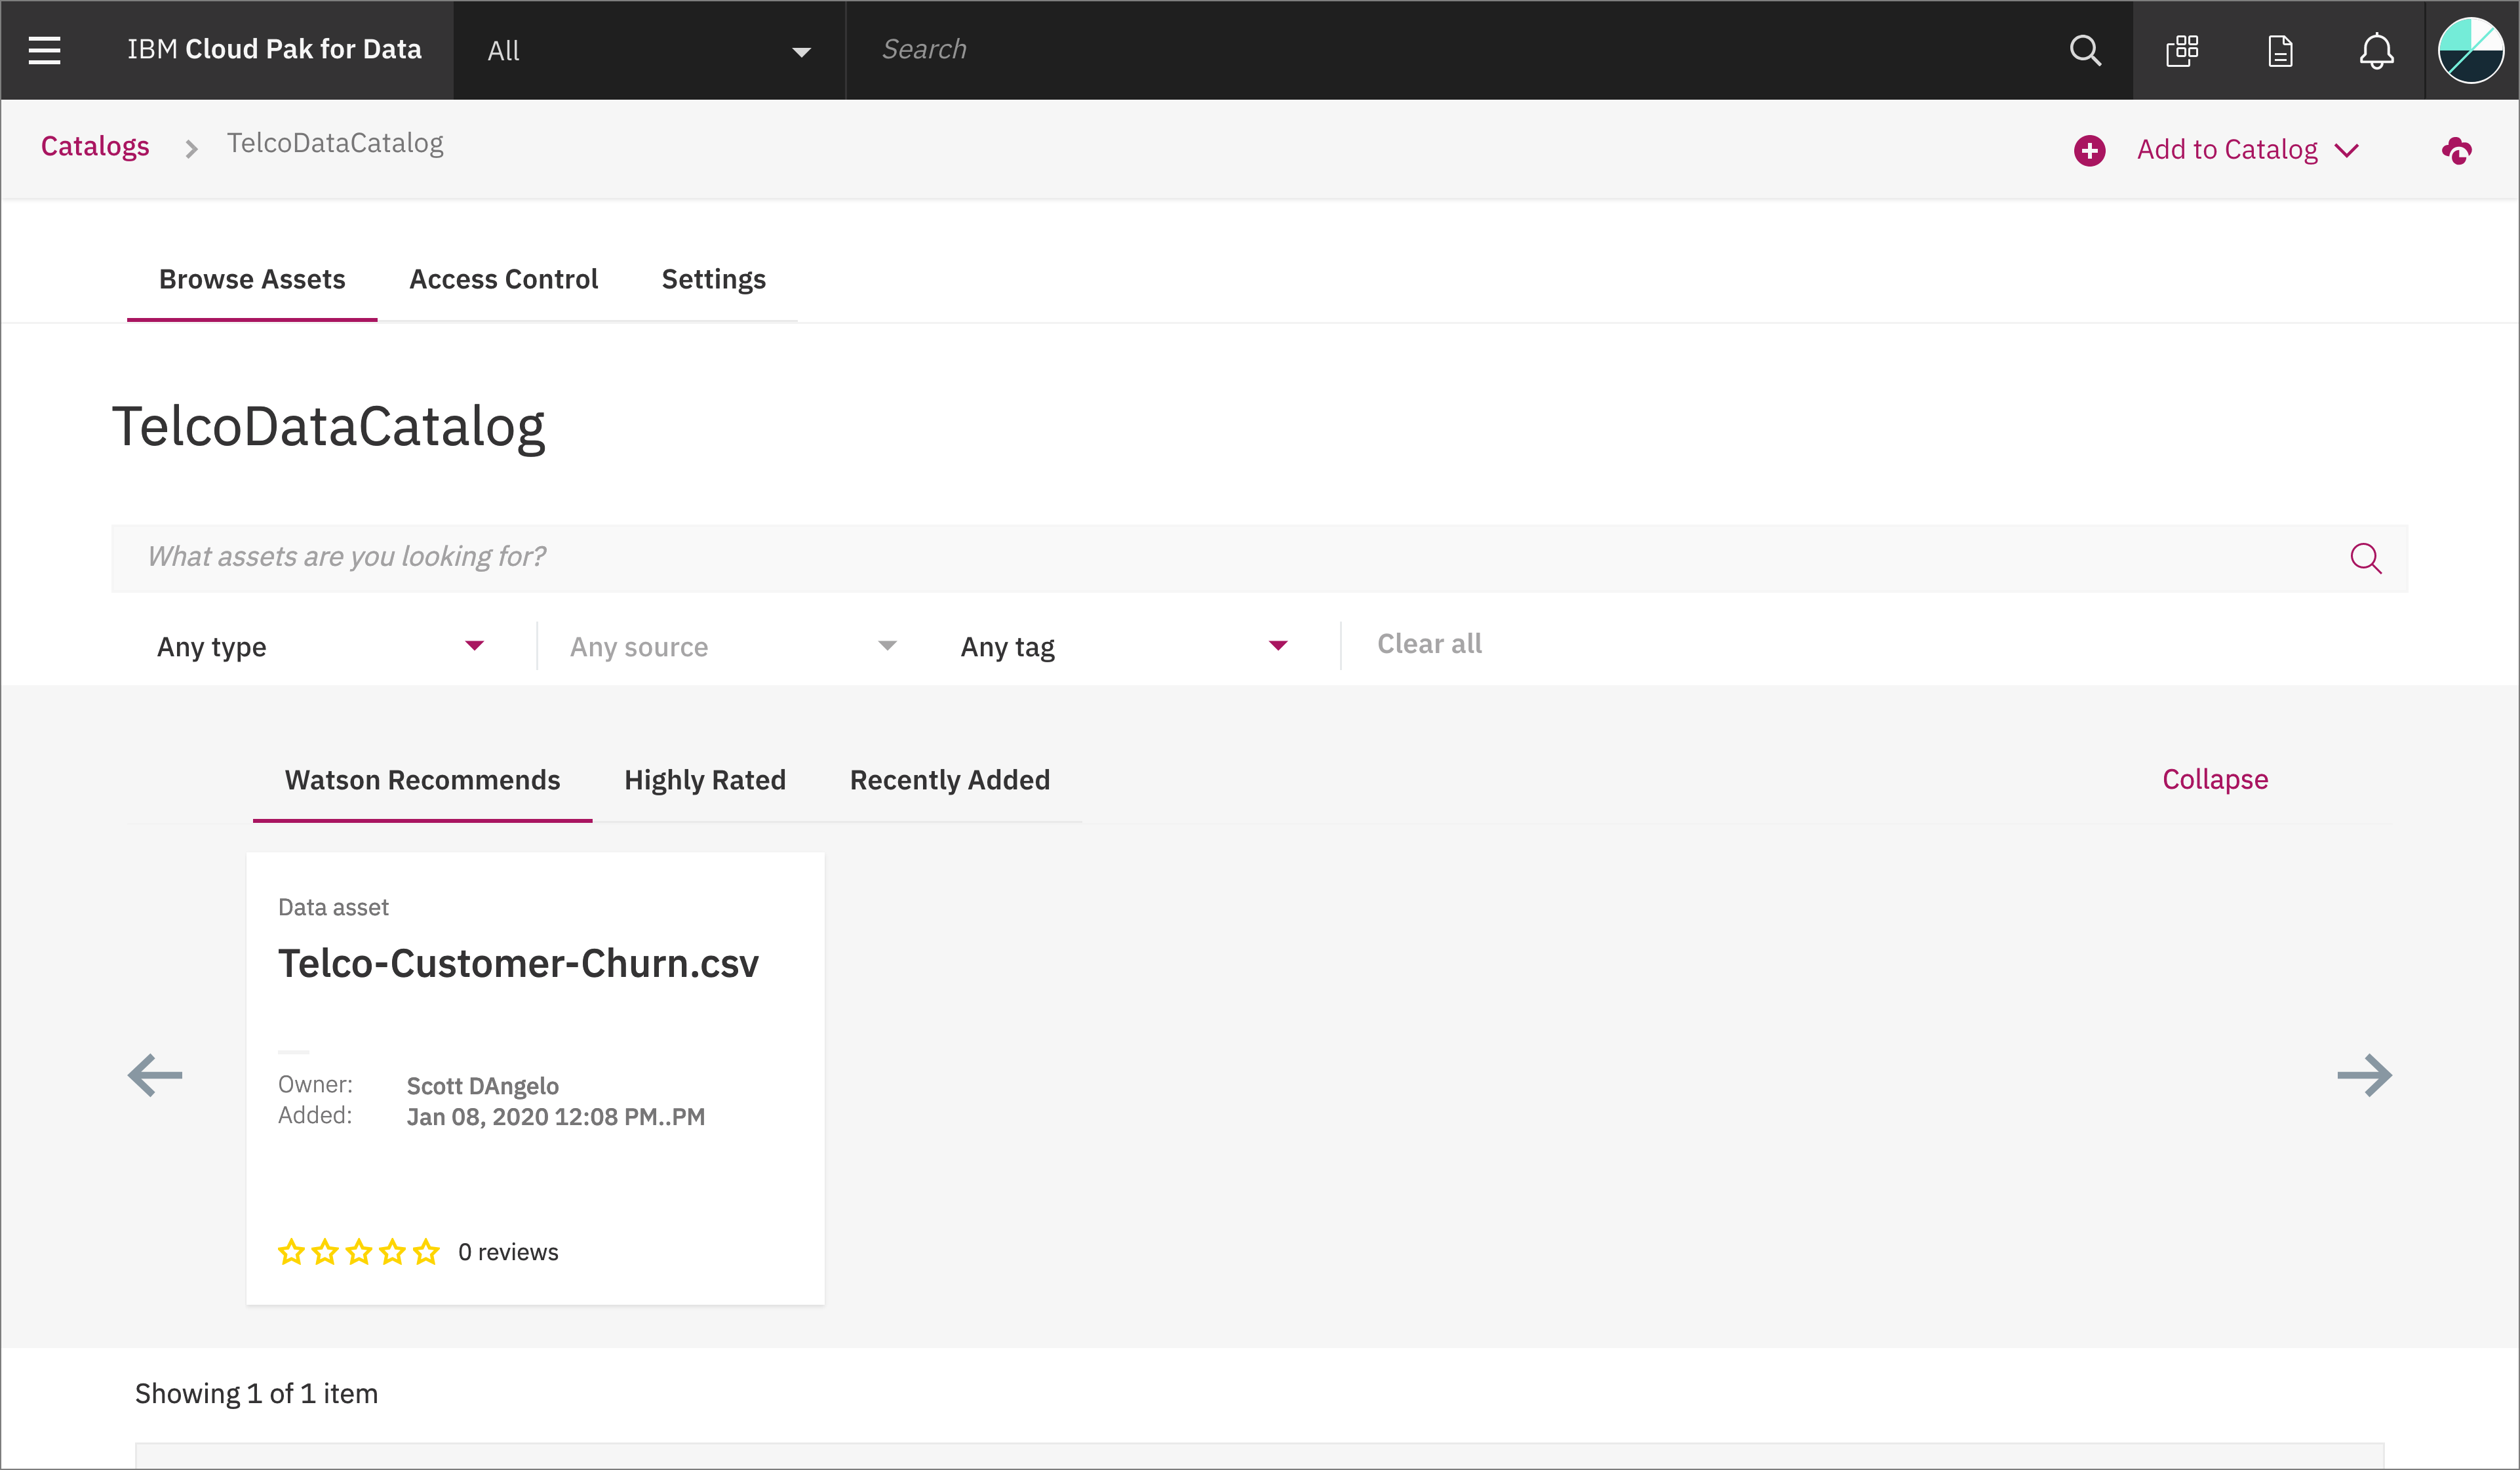 IBM Cloud Pak for Data
All
Search
Catalogs
TelcoDataCatalog
Add to Catalog
Browse Assets
Access Control
Settings
TelcoDataCatalog
What assets are you looking for?
Any type
Any source
Any tag
Clear all
Watson Recommends
Highly Rated
Recently Added
Collapse
Data asset
Telco-Customer-Churn.csv
Owner: Scott DAngelo
Added: Jan 08, 2020 12:08 PM..PM
0 reviews
Showing 1 of 1 item